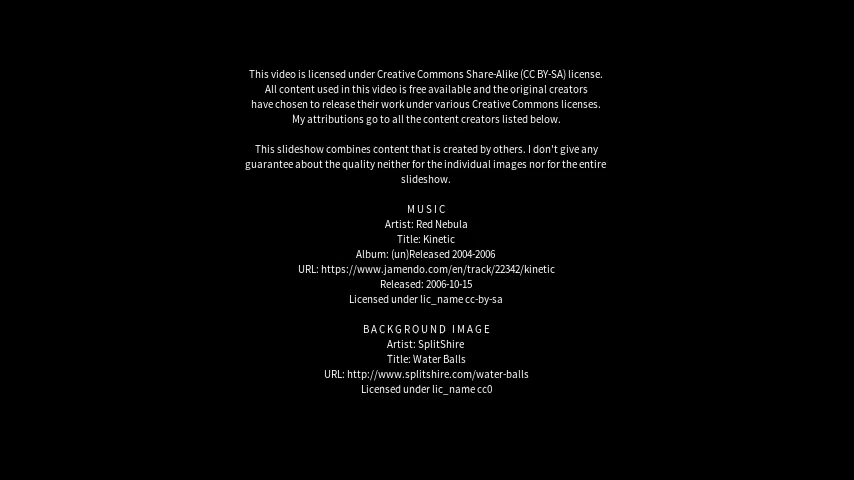 This video is licensed under Creative Commons Share-Alike (CC BY-SA) license.
All content used in this video is free available and the original creators
have chosen to release their work under various Creative Commons licenses.
My attributions go to all the content creators listed below.
This slideshow combines content that is created by others. I don't give any
guarantee about the quality neither for the individual images nor for the entire
slideshow.
MUSIC
Artist: Red Nebula
Title: Kinetic
Album: (un)Released 2004-2006
URL: https://www.jamendo.com/en/track/22342/kinetic
Released: 2006-10-15
Licensed under lic_name cc-by-sa
BACKGROUND IMAGE
Artist: SplitShire
Title: Water Balls
URL: http://www.splitshire.com/water-balls
Licensed under lic_name cc0